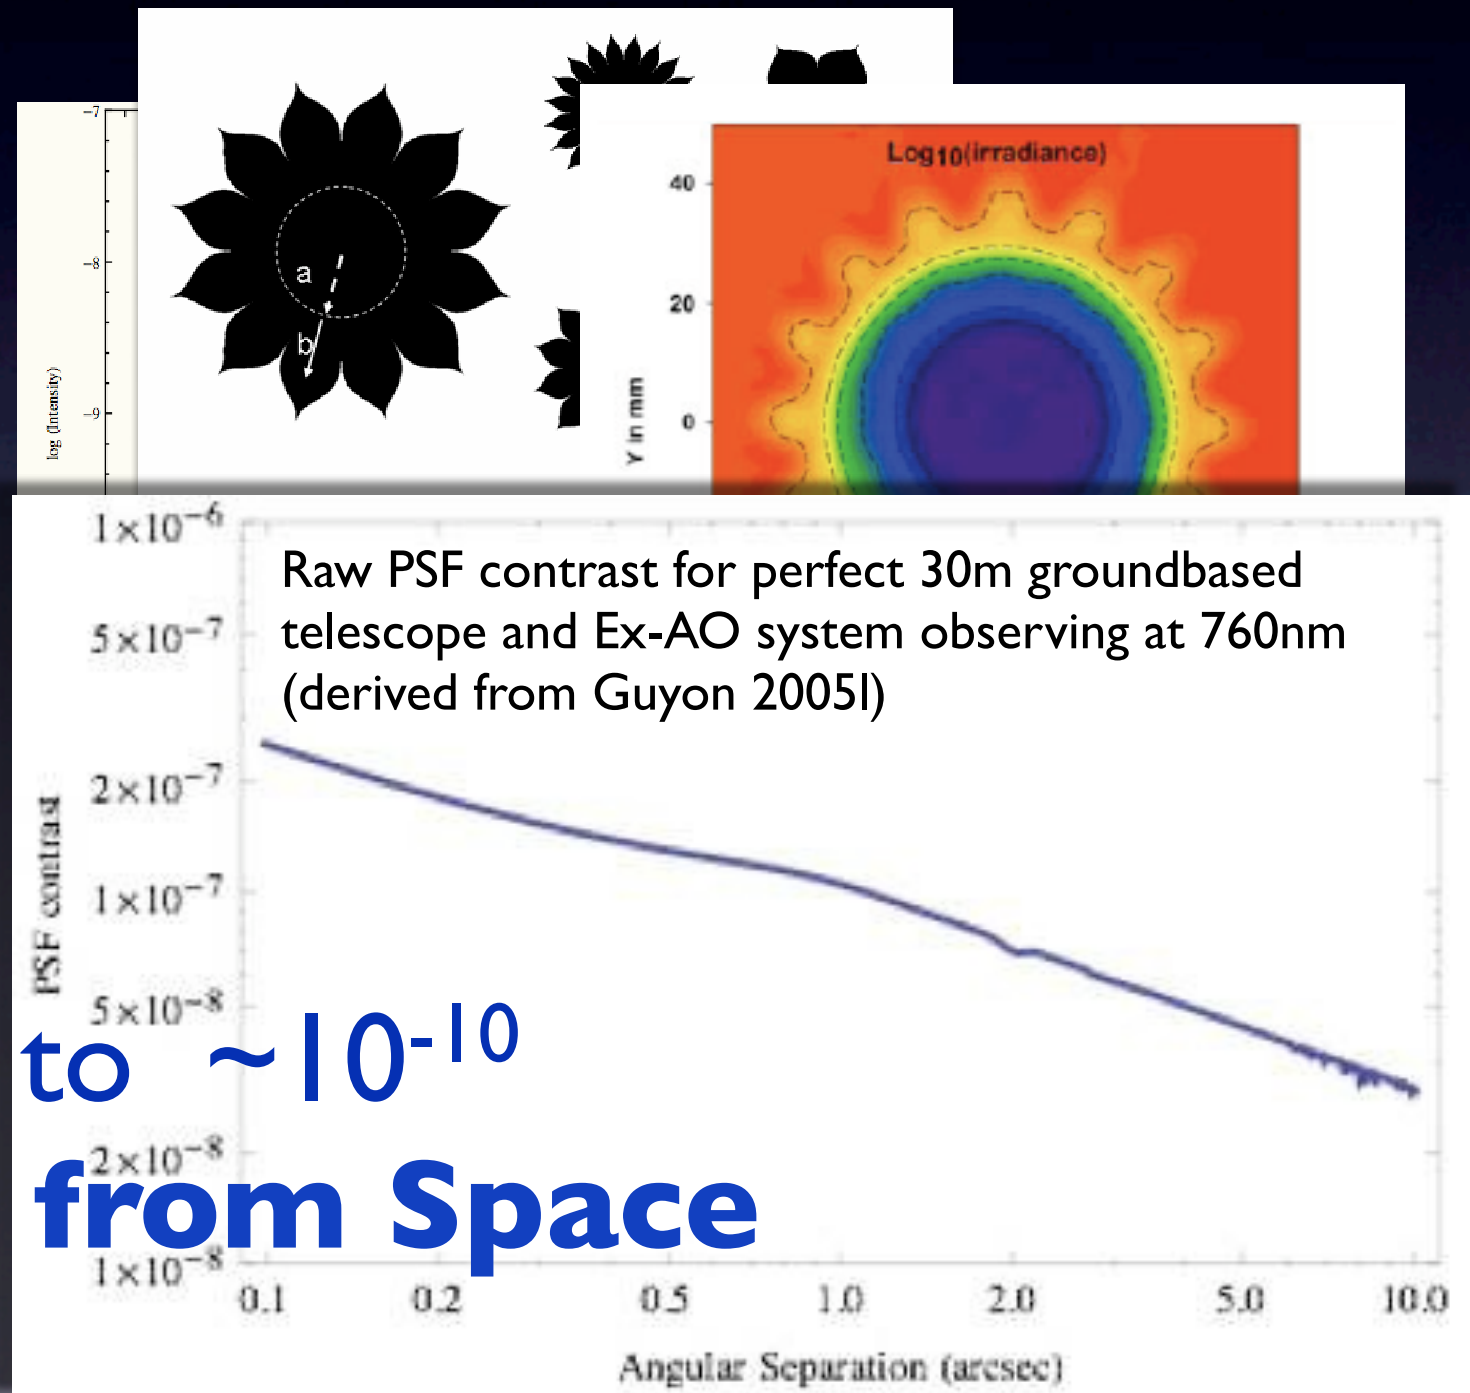 −7
−8
−9
log (Intensity)
a
b
Log10(irradiance)
40
20
0
Y in mm
1×10−6
5×10−7
2×10−7
1×10−7
5×10−8
2×10−8
1×10−8
PSF contrast
Raw PSF contrast for perfect 30m groundbased
telescope and Ex-AO system observing at 760nm
(derived from Guyon 2005l)
to ~10-10
from Space
0.1 0.2 0.5 1.0 2.0 5.0 10.0
Angular Separation (arcsec)